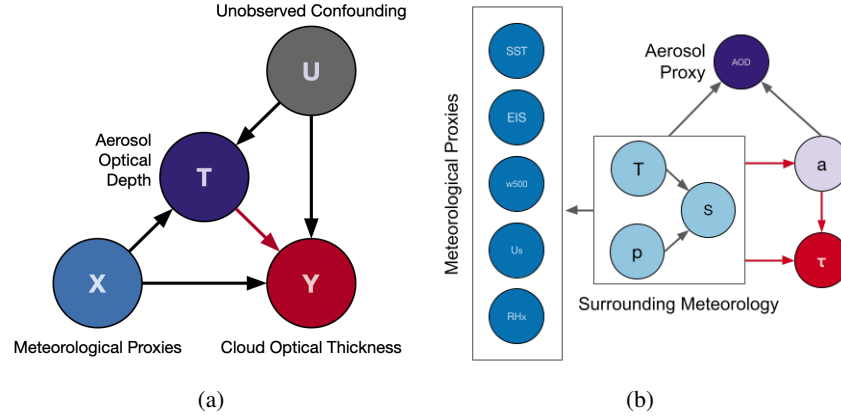 Unobserved Confounding
U
Aerosol
Optical
Depth
T
X
Y
Meteorological Proxies
Cloud Optical Thickness
(a)
Meteorological Proxies
SST
EIS
w500
Us
RHx
Aerosol
Proxy
AOD
T
S
p
a
τ
Surrounding Meteorology
(b)